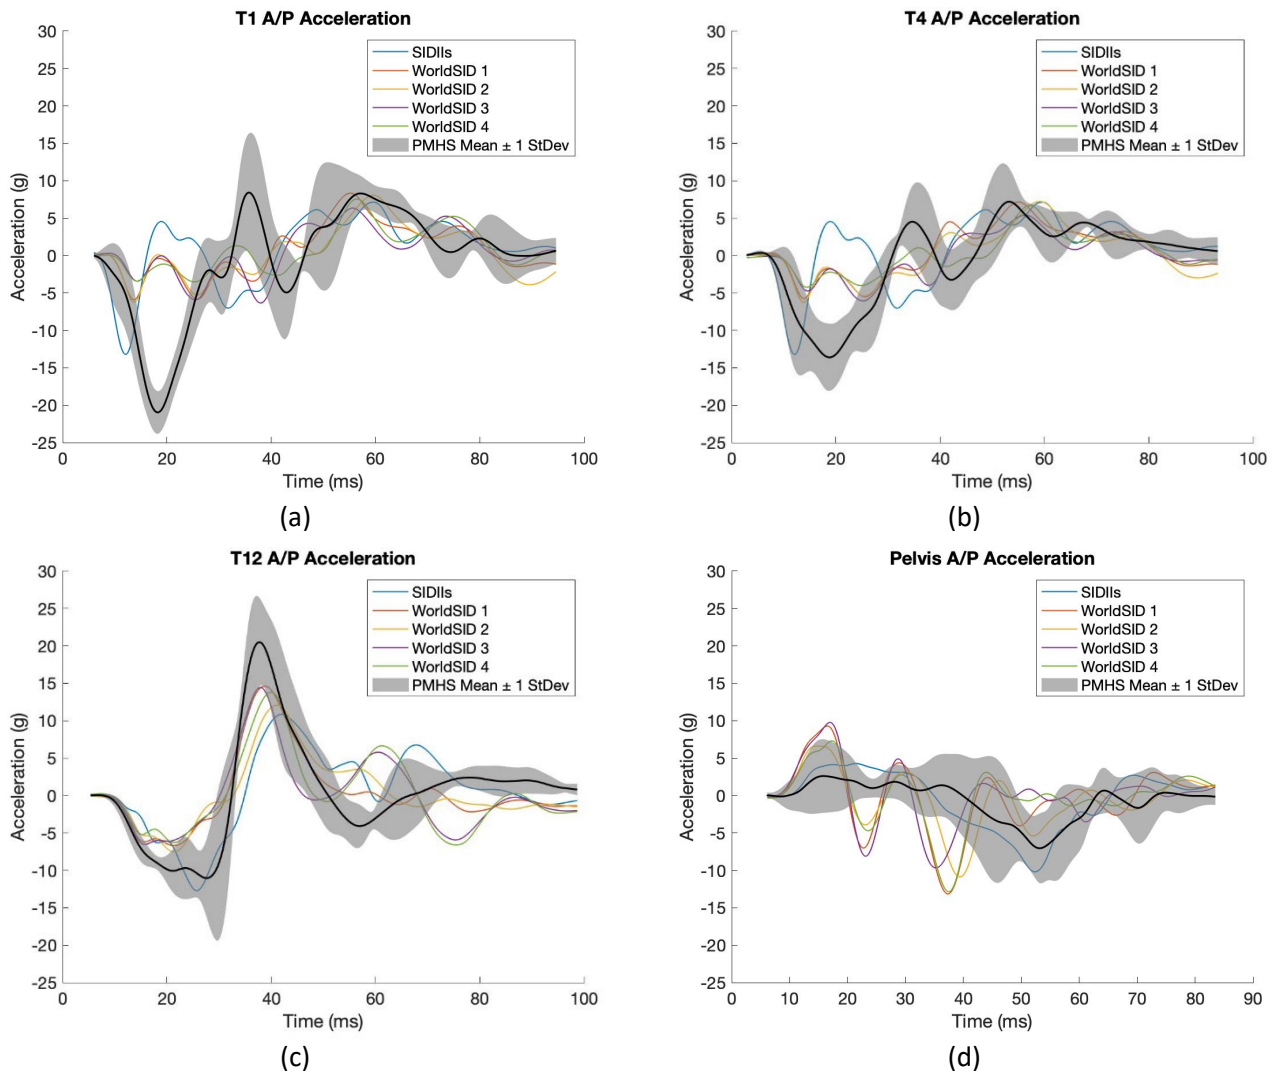 T1 A/P Acceleration
30
25
20
15
10
5
0
-5
-10
-15
-20
-25
Acceleration (g)
SIDIIs
WorldSID 1
WorldSID 2
WorldSID 3
WorldSID 4
PMHS Mean ± 1 StDev
0 20 40 60 80 100
Time (ms)
(a)
T4 A/P Acceleration
30
25
20
15
10
5
0
-5
-10
-15
-20
-25
Acceleration (g)
SIDIIs
WorldSID 1
WorldSID 2
WorldSID 3
WorldSID 4
PMHS Mean ± 1 StDev
0 20 40 60 80 100
Time (ms)
(b)
T12 A/P Acceleration
30
25
20
15
10
5
0
-5
-10
-15
-20
-25
Acceleration (g)
SIDIIs
WorldSID 1
WorldSID 2
WorldSID 3
WorldSID 4
PMHS Mean ± 1 StDev
0 20 40 60 80 100
Time (ms)
(c)
Pelvis A/P Acceleration
30
25
20
15
10
5
0
-5
-10
-15
-20
-25
Acceleration (g)
SIDIIs
WorldSID 1
WorldSID 2
WorldSID 3
WorldSID 4
PMHS Mean ± 1 StDev
0 10 20 30 40 50 60 70 80 90
Time (ms)
(d)